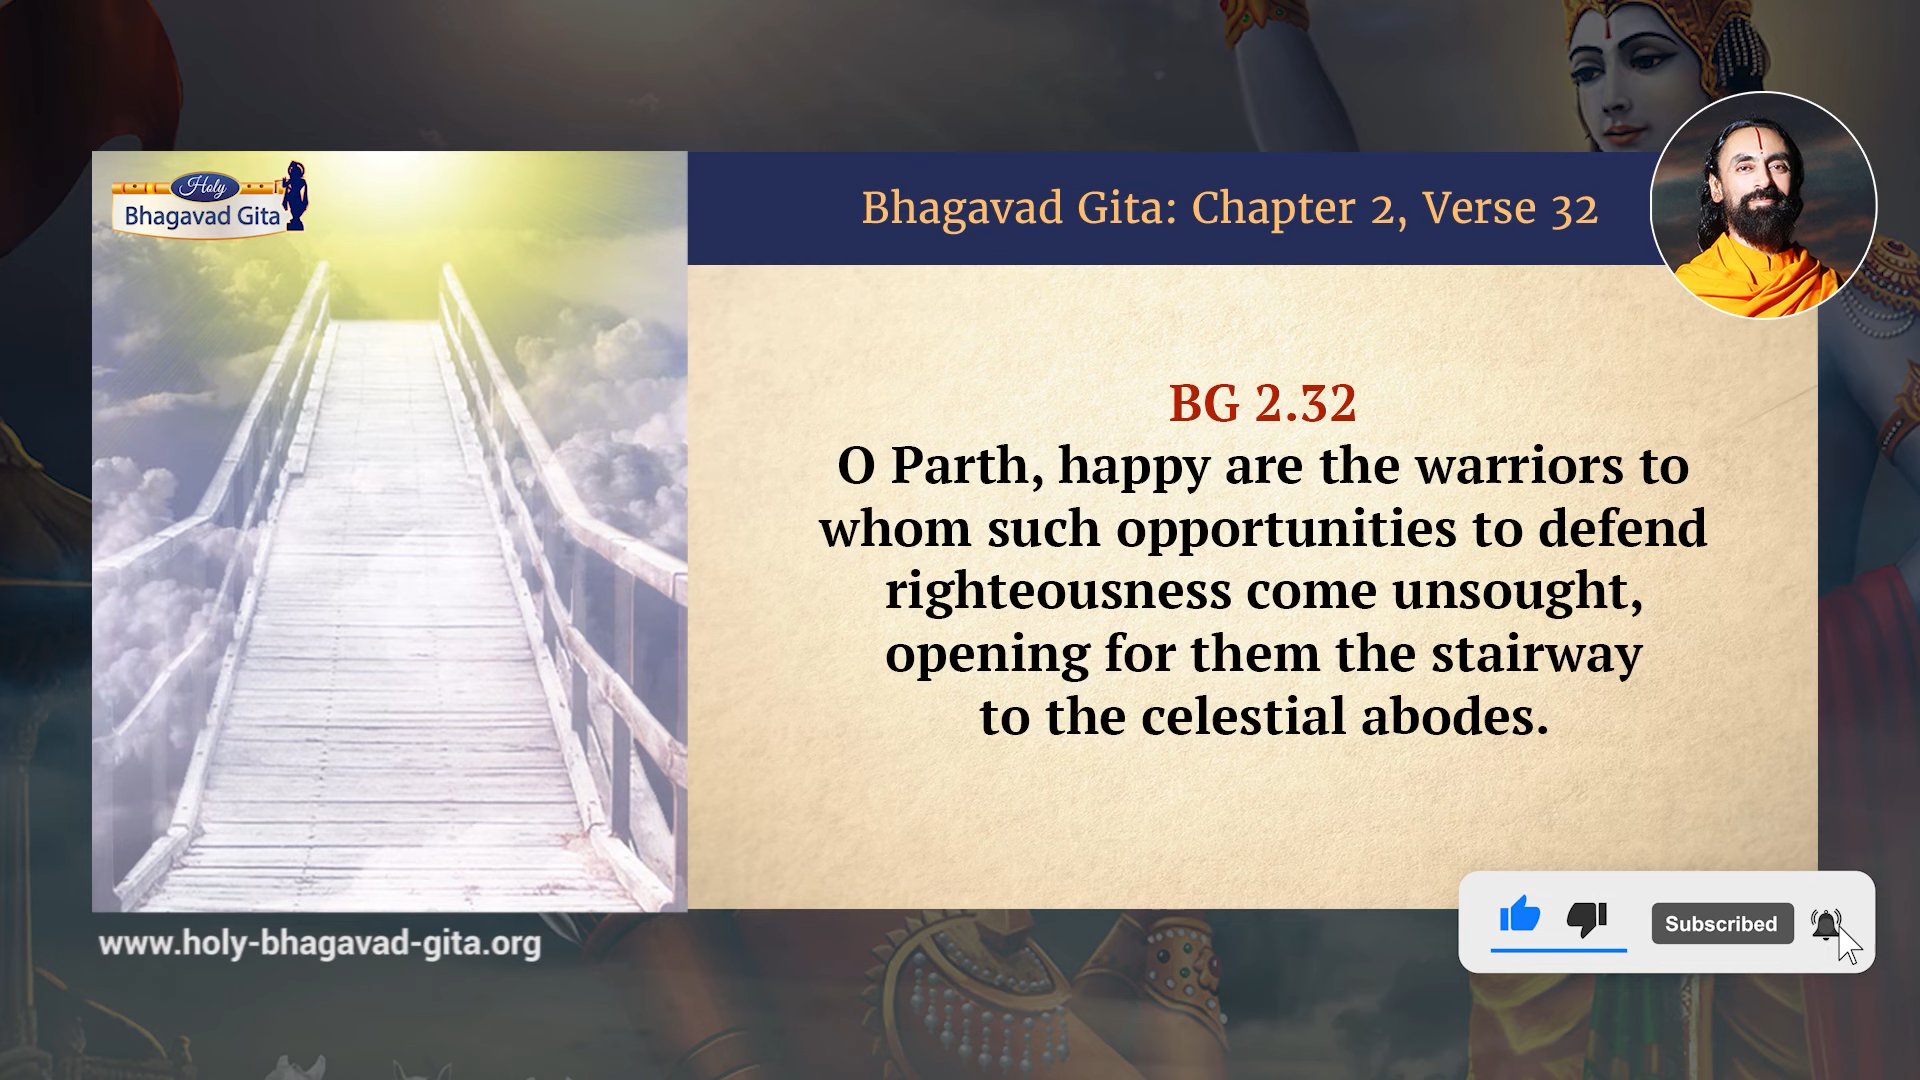 Holy
Bhagavad Gita
Bhagavad Gita: Chapter 2, Verse 32
BG 2.32
O Parth, happy are the warriors to
whom such opportunities to defend
righteousness come unsought,
opening for them the stairway
to the celestial abodes.
Subscribed
www.holy-bhagavad-gita.org